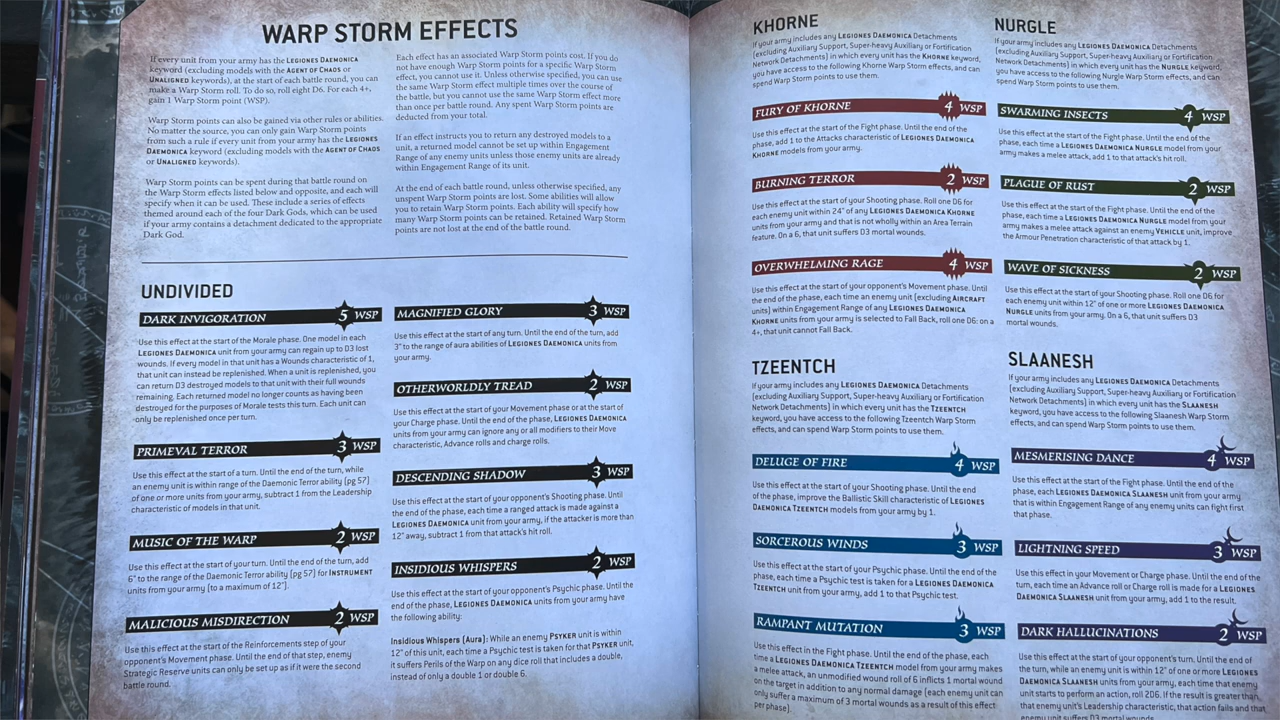 WARP STORM EFFECTS
If every unit from your army has the LEGIONES DAEMONICA
keyword (excluding models with the AGENT OF CHAOS or
UNALIGNED keywords), at the start of each battle round, you can
make a Warp Storm roll. To do so, roll eight D6. For each 4+,
gain 1 Warp Storm point (WSP).
Warp Storm points can also be gained via other rules or abilities.
No matter the source, you can only gain Warp Storm points
from such a rule if every unit from your army has the LEGIONES
DAEMONICA keyword (excluding models with the AGENT OF CHAOS
or UNALIGNED keywords).
Warp Storm points can be spent during that battle round on
the Warp Storm effects listed below and opposite, and each will
specify when it can be used. These include a series of effects
themed around each of the four Dark Gods, which can be used
if your army contains a detachment dedicated to the appropriate
Dark God.
Each effect has an associated Warp Storm points cost. If you do
not have enough Warp Storm points for a specific Warp Storm
effect, you cannot use it. Unless otherwise specified, you can use
the same Warp Storm effect multiple times over the course of
the battle, but you cannot use the same Warp Storm effect more
than once per battle round. Any spent Warp Storm points are
deducted from your total.
If an effect instructs you to return any destroyed models to
a unit, a returned model cannot be set up within Engagement
Range of any enemy units unless those enemy units are already
within Engagement Range of its unit.
At the end of each battle round, unless otherwise specified, any
unspent Warp Storm points are lost. Some abilities will allow
you to retain Warp Storm points. Each ability will specify how
many Warp Storm points can be retained. Retained Warp Storm
points are not lost at the end of the battle round.
UNDIVIDED
DARK INVIGORATION 5 WSP
Use this effect at the start of the Morale phase. One model in each
LEGIONES DAEMONICA unit from your army can regain up to D3 lost
wounds. If every model in that unit has a Wounds characteristic of 1,
that unit can instead be replenished. When a unit is replenished, you
can return D3 destroyed models to that unit with their full wounds
remaining. Each returned model no longer counts as having been
destroyed for the purposes of Morale tests this turn. Each unit can
only be replenished once per turn.
PRIMEVAL TERROR 3 WSP
Use this effect at the start of a turn. Until the end of the turn, while
an enemy unit is within range of the Daemonic Terror ability (pg 57)
of one or more units from your army, subtract 1 from the Leadership
characteristic of models in that unit.
MUSIC OF THE WARP 2 WSP
Use this effect at the start of your turn. Until the end of the turn, add
6" to the range of the Daemonic Terror ability (pg 57) for INSTRUMENT
units from your army (to a maximum of 12").
MALICIOUS MISDIRECTION 2 WSP
Use this effect at the start of the Reinforcements step of your
opponent's Movement phase. Until the end of that step, enemy
Strategic Reserve units can only be set up as if it were the second
battle round.
MAGNIFIED GLORY 3 WSP
Use this effect at the start of any turn. Until the end of the turn, add
3" to the range of aura abilities of LEGIONES DAEMONICA units from
your army.
OTHERWORLDLY TREAD 2 WSP
Use this effect at the start of your Movement phase or at the start of
your Charge phase. Until the end of the phase, LEGIONES DAEMONICA
units from your army can ignore any or all modifiers to their Move
characteristic, Advance rolls and charge rolls.
DESCENDING SHADOW 3 WSP
Use this effect at the start of your opponent's Shooting phase. Until
the end of the phase, each time a ranged attack is made against a
LEGIONES DAEMONICA unit from your army, if the attacker is more than
12" away, subtract 1 from that attack's hit roll.
INSIDIOUS WHISPERS 2 WSP
Use this effect at the start of your opponent's Psychic phase. Until the
end of the phase, LEGIONES DAEMONICA units from your army have
the following ability:
Insidious Whispers (Aura): While an enemy PSYKER unit is within
12" of this unit, each time a Psychic test is taken for that PSYKER unit,
it suffers Perils of the Warp on any dice roll that includes a double,
instead of only a double 1 or double 6.
KHORNE
If your army includes any LEGIONES DAEMONICA Detachments
(excluding Auxiliary Support, Super-heavy Auxiliary or Fortification
Network Detachments) in which every unit has the KHORNE keyword,
you have access to the following Khorne Warp Storm effects, and can
spend Warp Storm points to use them.
FURY OF KHORNE 4 WSP
Use this effect at the start of the Fight phase. Until the end of the
phase, add 1 to the Attacks characteristic of LEGIONES DAEMONICA
KHORNE models from your army.
BURNING TERROR 2 WSP
Use this effect at the start of your Shooting phase. Roll one D6 for
each enemy unit within 24" of any LEGIONES DAEMONICA KHORNE
units from your army and that is not wholly within an Area Terrain
feature. On a 6, that unit suffers D3 mortal wounds.
OVERWHELMING RAGE 4 WSP
Use this effect at the start of your opponent's Movement phase. Until
the end of the phase, each time an enemy unit (excluding AIRCRAFT
units) within Engagement Range of any LEGIONES DAEMONICA
KHORNE units from your army is selected to Fall Back, roll one D6: on a
4+, that unit cannot Fall Back.
TZEENTCH
If your army includes any LEGIONES DAEMONICA Detachments
(excluding Auxiliary Support, Super-heavy Auxiliary or Fortification
Network Detachments) in which every unit has the TZEENTCH
keyword, you have access to the following Tzeentch Warp Storm
effects, and can spend Warp Storm points to use them.
DELUGE OF FIRE 4 WSP
Use this effect at the start of your Shooting phase. Until the end
of the phase, improve the Ballistic Skill characteristic of LEGIONES
DAEMONICA TZEENTCH models from your army by 1.
SORCEROUS WINDS 3 WSP
Use this effect at the start of your Psychic phase. Until the end of the
phase, each time a Psychic test is taken for a LEGIONES DAEMONICA
TZEENTCH unit from your army, add 1 to that Psychic test.
RAMPANT MUTATION 3 WSP
Use this effect in the Fight phase. Until the end of the phase, each
time a LEGIONES DAEMONICA TZEENTCH model from your army makes
a melee attack, an unmodified wound roll of 6 inflicts 1 mortal wound
on the target in addition to any normal damage (each enemy unit can
only suffer a maximum of 3 mortal wounds as a result of this effect
per phase).
NURGLE
If your army includes any LEGIONES DAEMONICA Detachments
(excluding Auxiliary Support, Super-heavy Auxiliary or Fortification
Network Detachments) in which every unit has the NURGLE keyword,
you have access to the following Nurgle Warp Storm effects, and can
spend Warp Storm points to use them.
SWARMING INSECTS 4 WSP
Use this effect at the start of the Fight phase. Until the end of the
phase, each time a LEGIONES DAEMONICA NURGLE model from your
army makes a melee attack, add 1 to that attack's hit roll.
PLAGUE OF RUST 2 WSP
Use this effect at the start of the Fight phase. Until the end of the
phase, each time a LEGIONES DAEMONICA NURGLE model from your
army makes a melee attack against an enemy VEHICLE unit, improve
the Armour Penetration characteristic of that attack by 1.
WAVE OF SICKNESS 2 WSP
Use this effect at the start of your Shooting phase. Roll one D6 for
each enemy unit within 12" of one or more LEGIONES DAEMONICA
NURGLE units from your army. On a 6, that unit suffers D3
mortal wounds.
SLAANESH
If your army includes any LEGIONES DAEMONICA Detachments
(excluding Auxiliary Support, Super-heavy Auxiliary or Fortification
Network Detachments) in which every unit has the SLAANESH
keyword, you have access to the following Slaanesh Warp Storm
effects, and can spend Warp Storm points to use them.
MESMERISING DANCE 4 WSP
Use this effect at the start of the Fight phase. Until the end of the
phase, each LEGIONES DAEMONICA SLAANESH unit from your army
that is within Engagement Range of any enemy units can fight first
that phase.
LIGHTNING SPEED 3 WSP
Use this effect in your Movement or Charge phase. Until the end of the
turn, each time an Advance roll or Charge roll is made for a LEGIONES
DAEMONICA SLAANESH unit from your army, add 1 to the result.
DARK HALLUCINATIONS 2 WSP
Use this effect at the start of your opponent's turn. Until the end of
the turn, while an enemy unit is within 12" of one or more LEGIONES
DAEMONICA SLAANESH units from your army, each time that enemy
unit starts to perform an action, roll 2D6. If the result is greater than
that enemy unit's Leadership characteristic, that action fails and that
enemy unit suffers D3 mortal wounds.